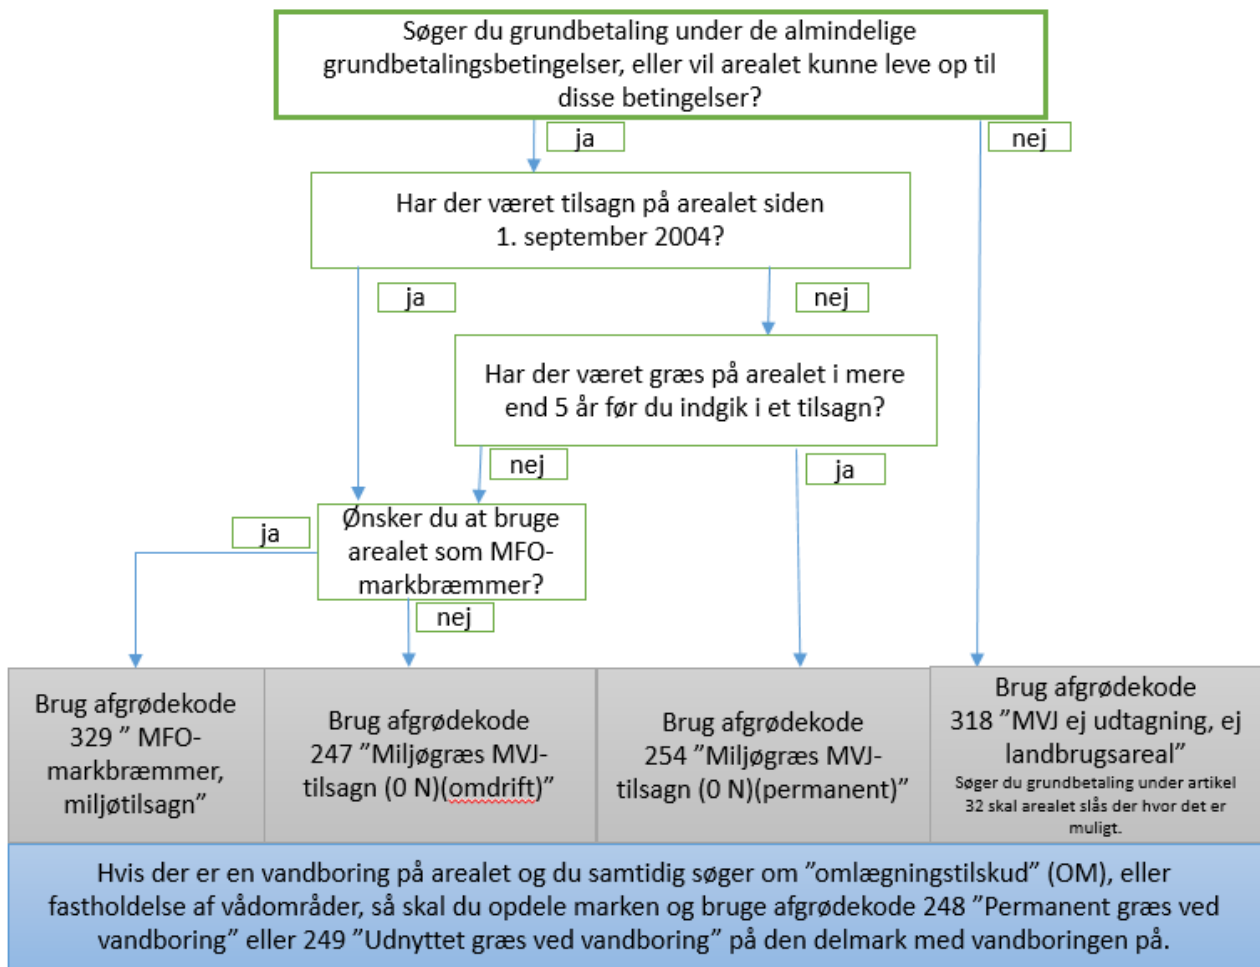 Søger du grundbetaling under de almindelige
grundbetalingsbetingelser, eller vil arealet kunne leve op til
disse betingelser?
ja
nej
Har der været tilsagn på arealet siden
1. september 2004?
ja
nej
Har der været græs på arealet i mere
end 5 år før du indgik i et tilsagn?
nej
ja
Ønsker du at bruge
arealet som MFO-
markbræmmer?
ja
nej
Brug afgrødekode
329 ” MFO-
markbræmmer,
miljøtilsagn”
Brug afgrødekode
247 ”Miljøgræs MVJ-
tilsagn (0 N)(omdrift)”
Brug afgrødekode
254 ”Miljøgræs MVJ-
tilsagn (0 N)(permanent)”
Brug afgrødekode
318 ”MVJ ej udtagning, ej
landbrugsareal”
Søger du grundbetaling under artikel
32 skal arealet slås der hvor det er
muligt.
Hvis der er en vandboring på arealet og du samtidig søger om ”omlægningstilskud” (OM), eller
fastholdelse af vådområder, så skal du opdele marken og bruge afgrødekode 248 ”Permanent græs ved
vandboring” eller 249 ”Udnyttet græs ved vandboring” på den delmark med vandboringen på.